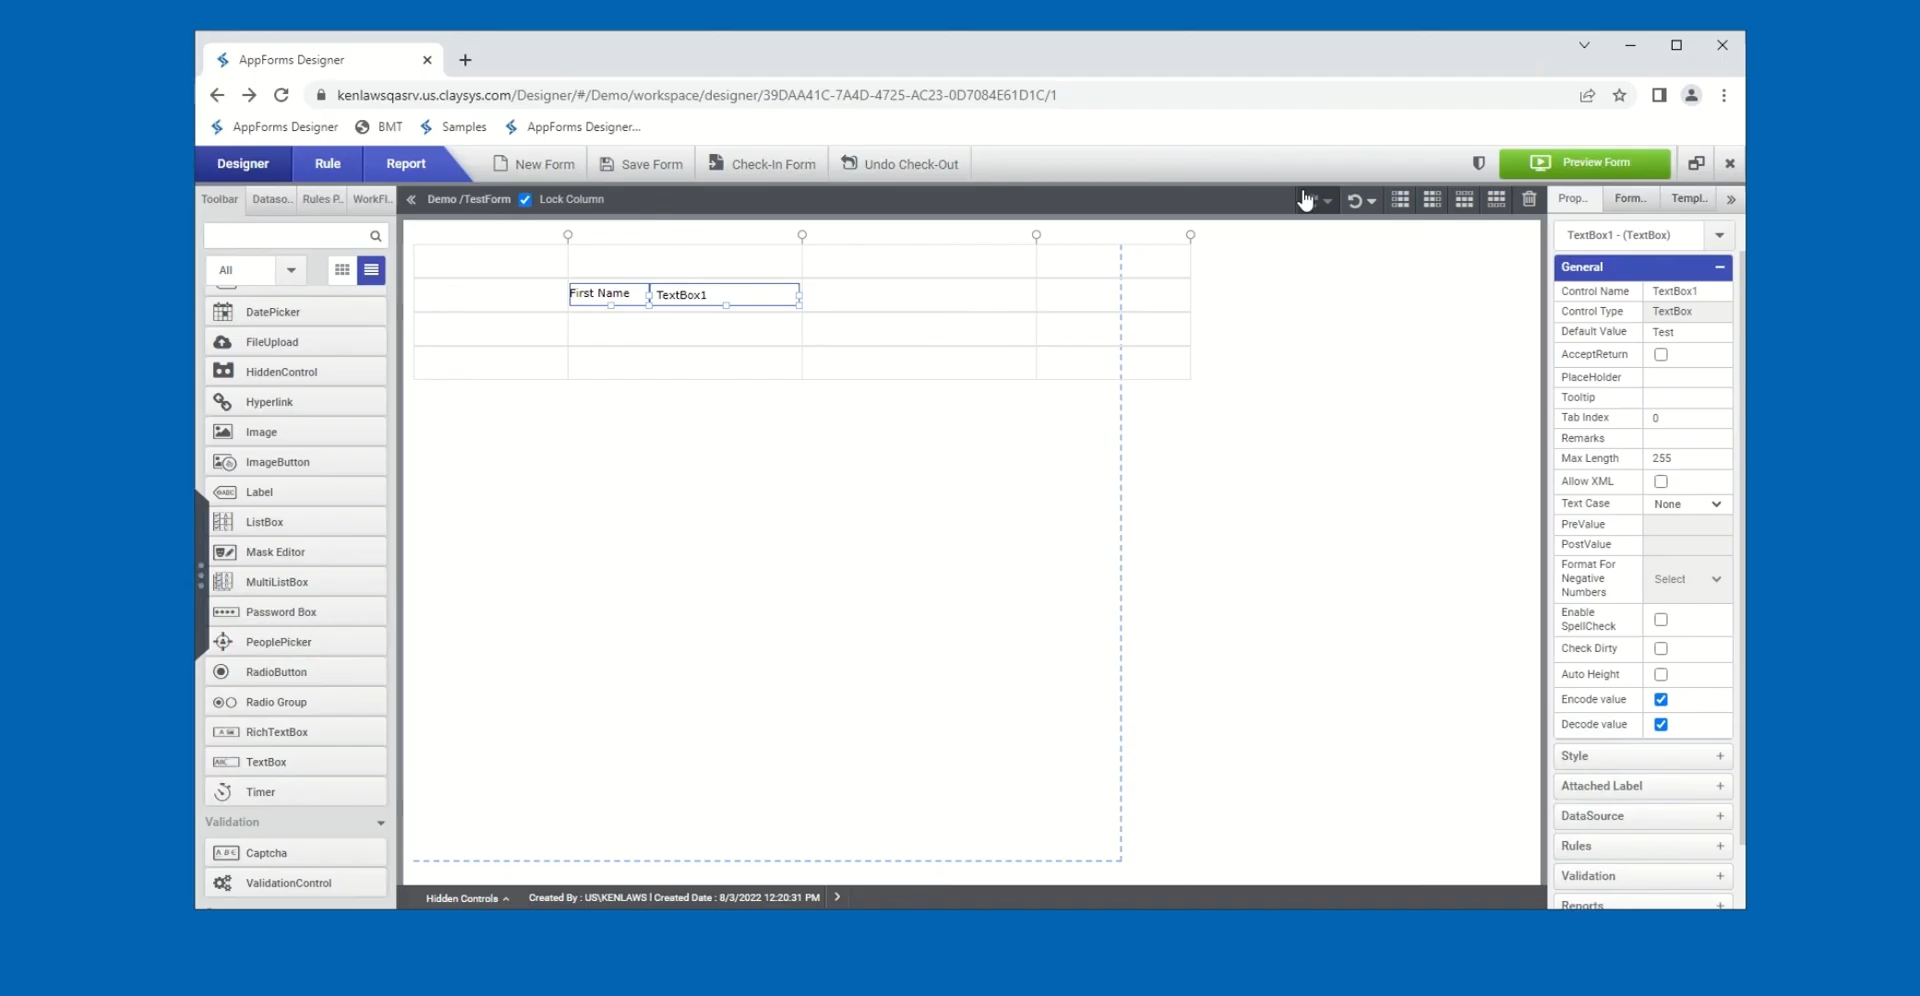 AppForms Designer
kenlawsqasrv.us.claysys.com/Designer/#/Demo/workspace/designer/39DAA41C-7A4D-4725-AC23-0D7084E61D1C/1
AppForms Designer BMT Samples AppForms Designer...
Designer Rule Report New Form Save Form Check-In Form Undo Check-Out Preview Form
Toolbar Dataso.. Rules P.. WorkFl.. Demo /TestForm Lock Column Prop.. Form.. Templ..
TextBox1 - (TextBox)
All
General
First Name TextBox1
Control Name TextBox1
Control Type TextBox
Default Value Test
AcceptReturn
PlaceHolder
Tooltip
Tab Index 0
Remarks
Max Length 255
Allow XML
Text Case None
PreValue
PostValue
Format For
Negative
Numbers
Select
Enable
SpellCheck
Check Dirty
Auto Height
Encode value
Decode value
Style
Attached Label
DataSource
Rules
Validation
Reports
DatePicker
FileUpload
HiddenControl
Hyperlink
Image
ImageButton
ABC Label
ListBox
Mask Editor
MultiListBox
Password Box
PeoplePicker
RadioButton
Radio Group
RichTextBox
ABC TextBox
Timer
Validation
ABC Captcha
ValidationControl
Hidden Controls Created By : US\KENLAWS | Created Date : 8/3/2022 12:20:31 PM